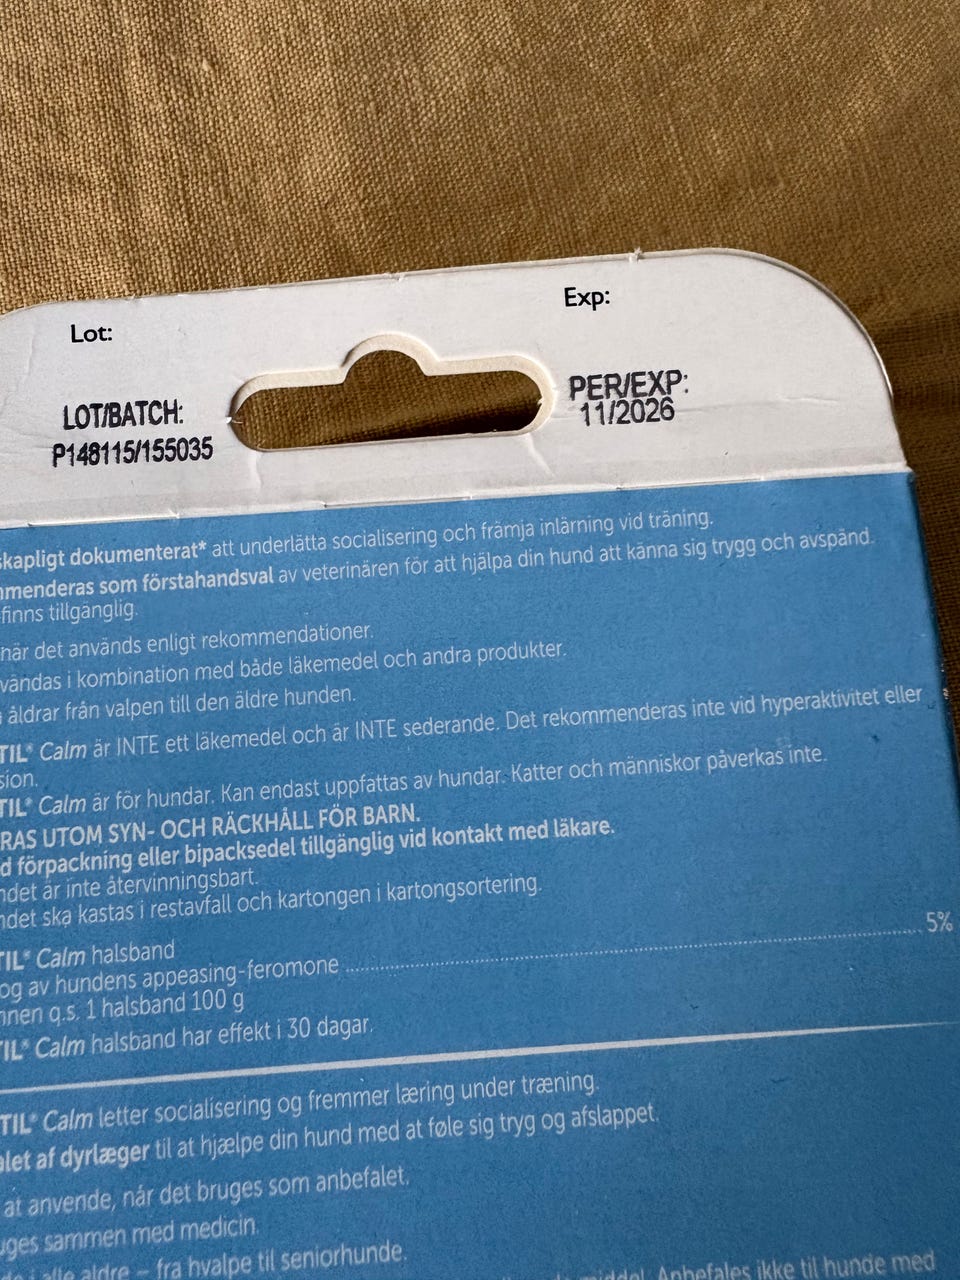 Lot:
Exp:
LOT/BATCH:
P148115/155035
PER/EXP:
11/2026
skapligt dokumenterat* att underlätta socialisering och främja inlärning vid träning.
mmenderas som förstahandsval av veterinären för att hjälpa din hund att känna sig trygg och avspänd.
finns tillgänglig.
när det används enligt rekommendationer.
vändas i kombination med både läkemedel och andra produkter.
åldrar från valpen till den äldre hunden.
TIL® Calm är INTE ett läkemedel och är INTE sederande. Det rekommenderas inte vid hyperaktivitet eller
sion.
TIL® Calm är för hundar. Kan endast uppfattas av hundar. Katter och människor påverkas inte.
RAS UTOM SYN- OCH RÄCKHÅLL FÖR BARN.
d förpackning eller bipacksedel tillgänglig vid kontakt med läkare.
ndet är inte återvinningsbart.
ndet ska kastas i restavfall och kartongen i kartongsortering.
TIL® Calm halsband
og av hundens appeasing-feromone ........ 5%
nnen q.s. 1 halsband 100 g
TIL® Calm halsband har effekt i 30 dagar.
TIL® Calm letter socialisering og fremmer læring under træning.
alet af dyrlæger til at hjælpe din hund med at føle sig tryg og afslappet.
at anvende, når det bruges som anbefalet.
uges sammen med medicin.
i alle aldre – fra hvalpe til seniorhunde.
middel. Anbefales ikke til hunde med